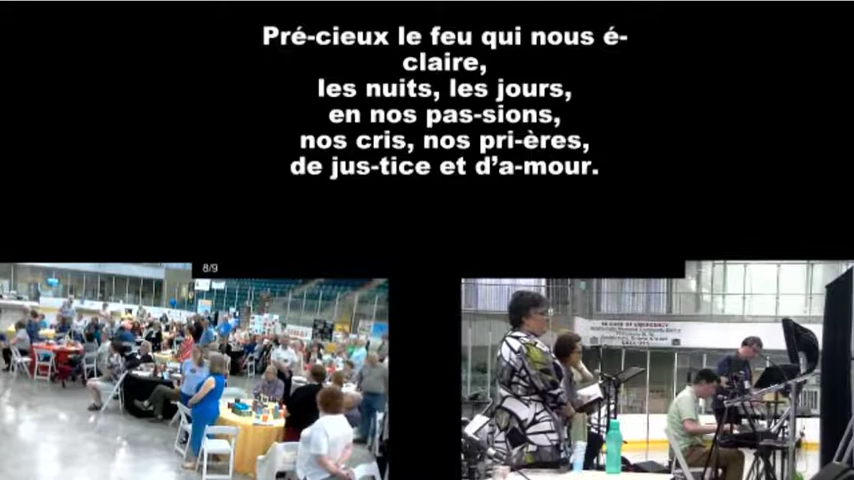 Pré-cieux le feu qui nous é-
claire,
les nuits, les jours,
en nos pas-sions,
nos cris, nos pri-ères,
de jus-tice et d’a-mour.
8/9
IN CASE OF EMERGENCY